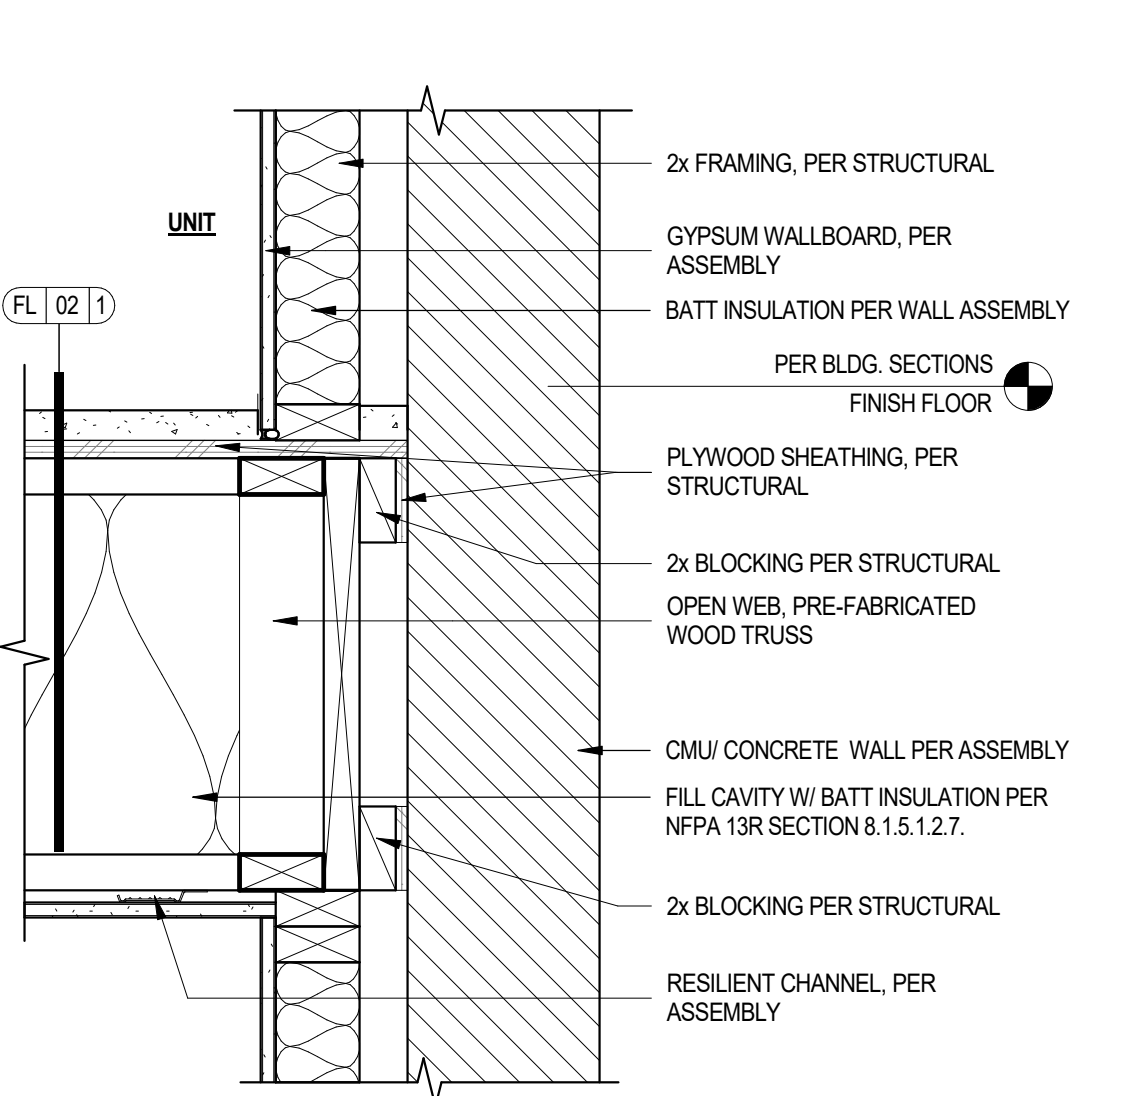 2x FRAMING, PER STRUCTURAL
UNIT
GYPSUM WALLBOARD, PER
ASSEMBLY
FL 02 1
BATT INSULATION PER WALL ASSEMBLY
PER BLDG. SECTIONS
FINISH FLOOR
PLYWOOD SHEATHING, PER
STRUCTURAL
2x BLOCKING PER STRUCTURAL
OPEN WEB, PRE-FABRICATED
WOOD TRUSS
CMU/ CONCRETE WALL PER ASSEMBLY
FILL CAVITY W/ BATT INSULATION PER
NFPA 13R SECTION 8.1.5.1.2.7.
2x BLOCKING PER STRUCTURAL
RESILIENT CHANNEL, PER
ASSEMBLY